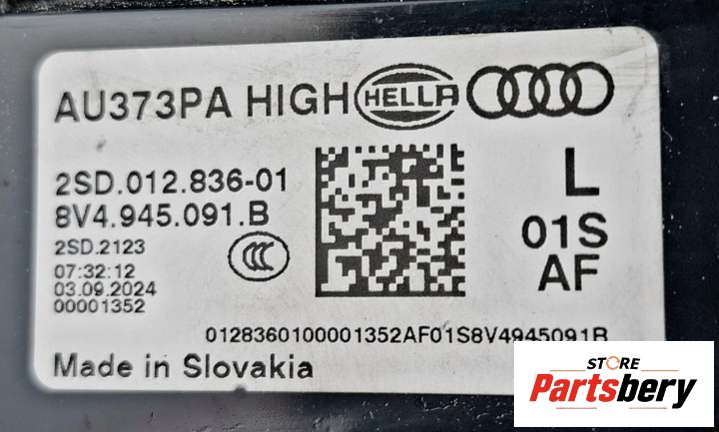 AU373PA HIGH HELLA
2SD.012.836-01
8V4.945.091.B
L
2SD.2123
CCC
01S
07:32:12
AF
03.09.2024
00001352
0128360100001352AF01S8V4945091B
Made in Slovakia
STORE
Partsbery